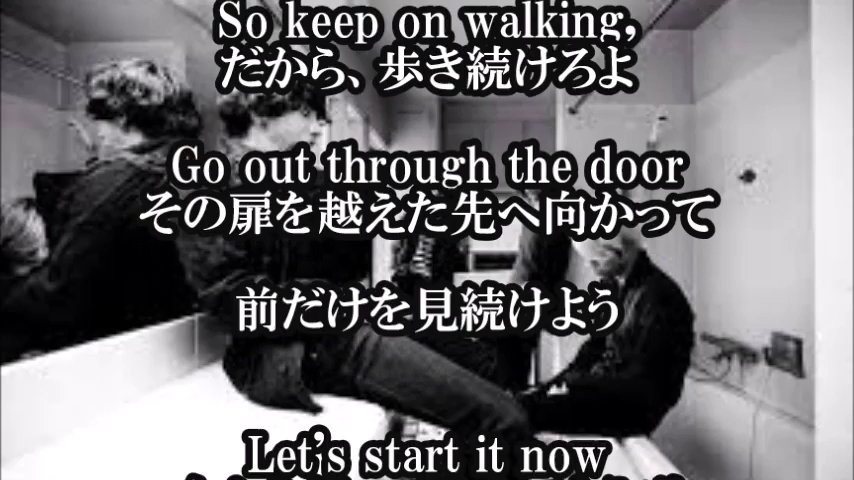 So keep on walking,
だから、歩き続けろよ
Go out through the door
その扉を越えた先へ向かって
前だけを見続けよう
Let's start it now